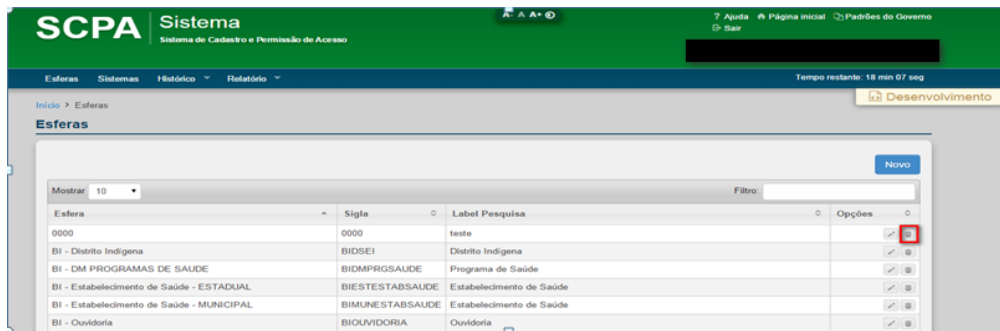 SCPA Sistema
Sistema de Cadastro e Permissão de Acesso
A- A A+
? Ajuda Página inicial Padrões do Governo
Sair
Esferas Sistemas Histórico Relatório Tempo restante: 18 min 07 seg
Desenvolvimento
Início > Esferas
Esferas
Novo
Mostrar 10 Filtro:
Esfera Sigla Label Pesquisa Opções
0000 0000 teste
BI - Distrito Indígena BIDSEI Distrito Indígena
BI - DM PROGRAMAS DE SAUDE BIDMPRGSAUDE Programa de Saúde
BI - Estabelecimento de Saúde - ESTADUAL BIESTESTABSAUDE Estabelecimento de Saúde
BI - Estabelecimento de Saúde - MUNICIPAL BIMUNESTABSAUDE Estabelecimento de Saúde
BI - Ouvidoria BIOUVIDORIA Ouvidoria